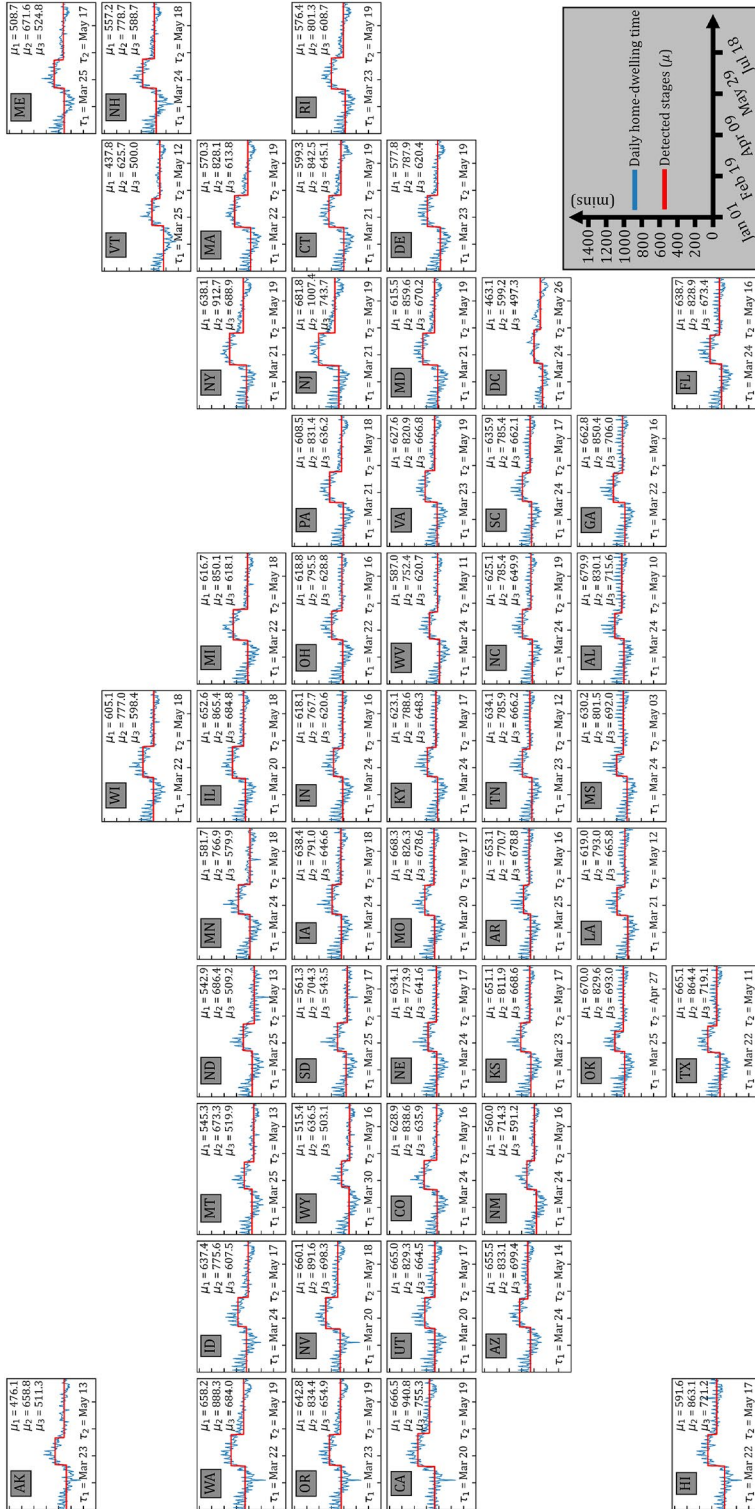 AK
μ1 = 476.1
μ2 = 658.8
μ3 = 511.3
τ1 = Mar 23 τ2 = May 13
ME
μ1 = 508.7
μ2 = 671.6
μ3 = 524.8
τ1 = Mar 25 τ2 = May 17
WI
μ1 = 605.1
μ2 = 777.0
μ3 = 598.4
τ1 = Mar 22 τ2 = May 18
VT
μ1 = 437.8
μ2 = 625.7
μ3 = 500.0
τ1 = Mar 25 τ2 = May 12
NH
μ1 = 557.2
μ2 = 778.7
μ3 = 588.7
τ1 = Mar 24 τ2 = May 18
WA
μ1 = 658.2
μ2 = 888.3
μ3 = 684.0
τ1 = Mar 22 τ2 = May 19
ID
μ1 = 637.4
μ2 = 775.6
μ3 = 607.5
τ1 = Mar 24 τ2 = May 17
MT
μ1 = 545.3
μ2 = 673.3
μ3 = 519.9
τ1 = Mar 25 τ2 = May 13
ND
μ1 = 542.9
μ2 = 686.4
μ3 = 509.2
τ1 = Mar 25 τ2 = May 13
MN
μ1 = 581.7
μ2 = 766.9
μ3 = 579.9
τ1 = Mar 24 τ2 = May 18
IL
μ1 = 652.6
μ2 = 865.4
μ3 = 684.8
τ1 = Mar 20 τ2 = May 18
MI
μ1 = 616.7
μ2 = 850.1
μ3 = 618.1
τ1 = Mar 22 τ2 = May 18
NY
μ1 = 638.1
μ2 = 912.7
μ3 = 688.9
τ1 = Mar 21 τ2 = May 19
MA
μ1 = 570.3
μ2 = 828.1
μ3 = 613.8
τ1 = Mar 22 τ2 = May 19
OR
μ1 = 642.8
μ2 = 834.4
μ3 = 654.9
τ1 = Mar 23 τ2 = May 19
NV
μ1 = 660.1
μ2 = 891.6
μ3 = 698.3
τ1 = Mar 20 τ2 = May 18
WY
μ1 = 515.4
μ2 = 636.5
μ3 = 503.1
τ1 = Mar 30 τ2 = May 16
SD
μ1 = 561.3
μ2 = 704.3
μ3 = 543.5
τ1 = Mar 25 τ2 = May 17
IA
μ1 = 638.4
μ2 = 791.0
μ3 = 646.6
τ1 = Mar 24 τ2 = May 18
IN
μ1 = 618.1
μ2 = 767.7
μ3 = 620.6
τ1 = Mar 24 τ2 = May 16
OH
μ1 = 618.8
μ2 = 795.5
μ3 = 628.8
τ1 = Mar 22 τ2 = May 16
PA
μ1 = 608.5
μ2 = 831.4
μ3 = 636.2
τ1 = Mar 21 τ2 = May 18
NJ
μ1 = 681.8
μ2 = 1007.4
μ3 = 743.7
τ1 = Mar 21 τ2 = May 19
CT
μ1 = 599.3
μ2 = 842.5
μ3 = 645.1
τ1 = Mar 21 τ2 = May 19
RI
μ1 = 576.4
μ2 = 801.3
μ3 = 608.7
τ1 = Mar 23 τ2 = May 19
CA
μ1 = 666.5
μ2 = 940.8
μ3 = 755.3
τ1 = Mar 20 τ2 = May 19
UT
μ1 = 665.0
μ2 = 829.3
μ3 = 664.5
τ1 = Mar 20 τ2 = May 17
CO
μ1 = 628.9
μ2 = 838.6
μ3 = 635.9
τ1 = Mar 24 τ2 = May 16
NE
μ1 = 634.1
μ2 = 773.9
μ3 = 641.6
τ1 = Mar 24 τ2 = May 17
MO
μ1 = 668.3
μ2 = 826.3
μ3 = 678.6
τ1 = Mar 20 τ2 = May 17
KY
μ1 = 623.1
μ2 = 788.6
μ3 = 648.3
τ1 = Mar 24 τ2 = May 17
WV
μ1 = 587.0
μ2 = 752.4
μ3 = 620.7
τ1 = Mar 24 τ2 = May 11
VA
μ1 = 627.6
μ2 = 820.9
μ3 = 666.8
τ1 = Mar 23 τ2 = May 19
MD
μ1 = 615.5
μ2 = 859.6
μ3 = 670.2
τ1 = Mar 21 τ2 = May 19
DE
μ1 = 577.8
μ2 = 787.9
μ3 = 620.4
τ1 = Mar 23 τ2 = May 19
AZ
μ1 = 655.5
μ2 = 833.1
μ3 = 699.4
τ1 = Mar 20 τ2 = May 14
NM
μ1 = 560.0
μ2 = 714.3
μ3 = 591.2
τ1 = Mar 24 τ2 = May 16
KS
μ1 = 651.1
μ2 = 811.9
μ3 = 668.6
τ1 = Mar 23 τ2 = May 17
AR
μ1 = 653.1
μ2 = 770.7
μ3 = 678.8
τ1 = Mar 25 τ2 = May 16
TN
μ1 = 634.1
μ2 = 785.9
μ3 = 666.2
τ1 = Mar 23 τ2 = May 12
NC
μ1 = 625.1
μ2 = 785.4
μ3 = 649.9
τ1 = Mar 24 τ2 = May 19
SC
μ1 = 635.9
μ2 = 785.4
μ3 = 662.1
τ1 = Mar 24 τ2 = May 17
DC
μ1 = 463.1
μ2 = 599.2
μ3 = 497.3
τ1 = Mar 24 τ2 = May 26
OK
μ1 = 670.0
μ2 = 829.6
μ3 = 693.0
τ1 = Mar 25 τ2 = Apr 27
LA
μ1 = 619.0
μ2 = 793.0
μ3 = 665.8
τ1 = Mar 21 τ2 = May 12
MS
μ1 = 630.2
μ2 = 801.5
μ3 = 692.0
τ1 = Mar 24 τ2 = May 03
AL
μ1 = 679.9
μ2 = 830.1
μ3 = 715.6
τ1 = Mar 24 τ2 = May 10
GA
μ1 = 662.8
μ2 = 850.4
μ3 = 706.0
τ1 = Mar 22 τ2 = May 16
HI
μ1 = 591.6
μ2 = 863.1
μ3 = 721.2
τ1 = Mar 22 τ2 = May 17
TX
μ1 = 665.1
μ2 = 864.4
μ3 = 719.1
τ1 = Mar 22 τ2 = May 11
FL
μ1 = 638.7
μ2 = 828.9
μ3 = 673.4
τ1 = Mar 24 τ2 = May 16
(mins)
1400
1200
1000
800
600
400
200
0
Daily home-dwelling time
Detected stages (μ)
Jan 01
Feb 19
Apr 09
May 29
Jul 18